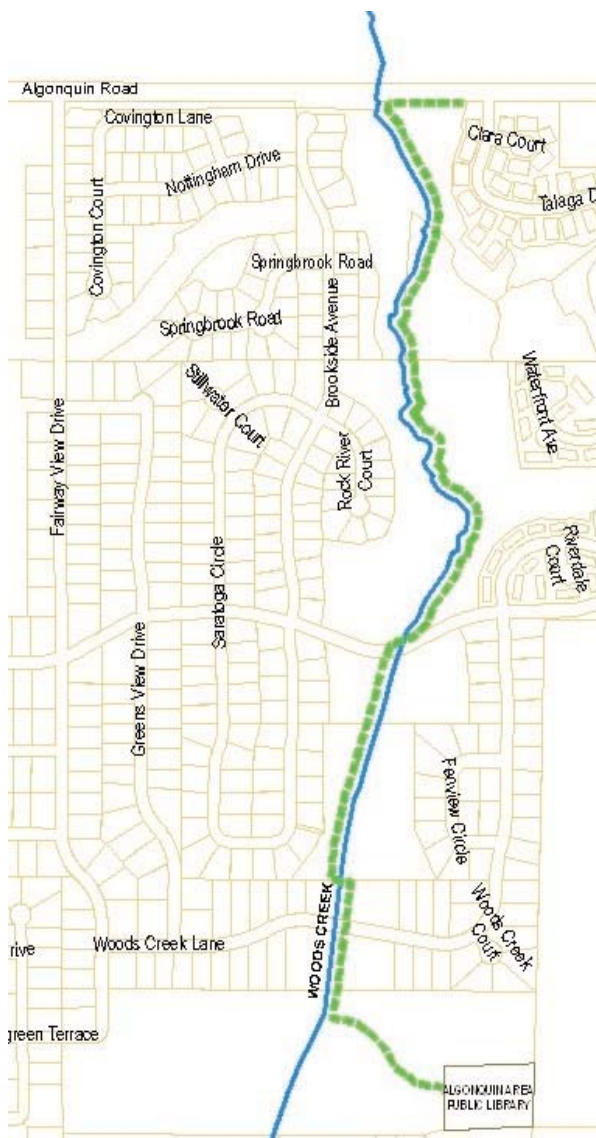 Algonquin Road
Covington Lane
Clara Court
Nottingham Drive
Talaga D
Covington Court
Springbrook Road
Springbrook Road
Brookside Avenue
Stillwater Court
Waterfront Ave
Fairway View Drive
Rock River
Court
Riverdale
Court
Saratoga Circle
Greens View Drive
Fenview Circle
WOODS CREEK
Woods Creek
Court
Woods Creek Lane
rive
green Terrace
ALGONQUIN AREA
PUBLIC LIBRARY